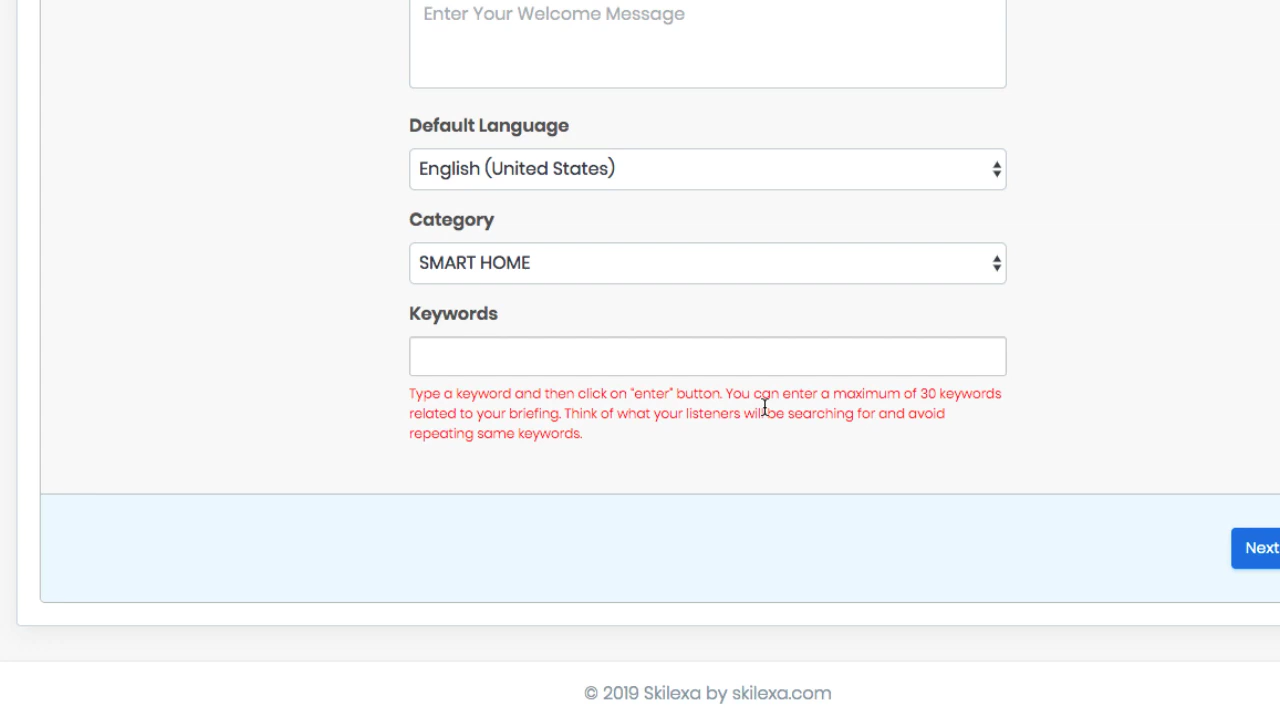 Enter Your Welcome Message
Default Language
English (United States)
Category
SMART HOME
Keywords
Type a keyword and then click on "enter" button. You can enter a maximum of 30 keywords
related to your briefing. Think of what your listeners will be searching for and avoid
repeating same keywords.
Next
© 2019 Skilexa by skilexa.com